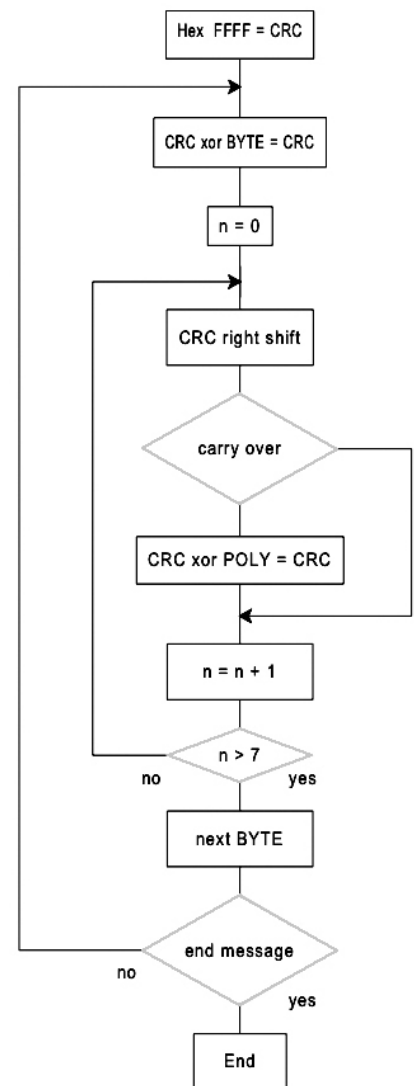 Hex FFFF = CRC
CRC xor BYTE = CRC
n = 0
CRC right shift
carry over
CRC xor POLY = CRC
n = n + 1
n > 7
no
yes
next BYTE
end message
no
yes
End